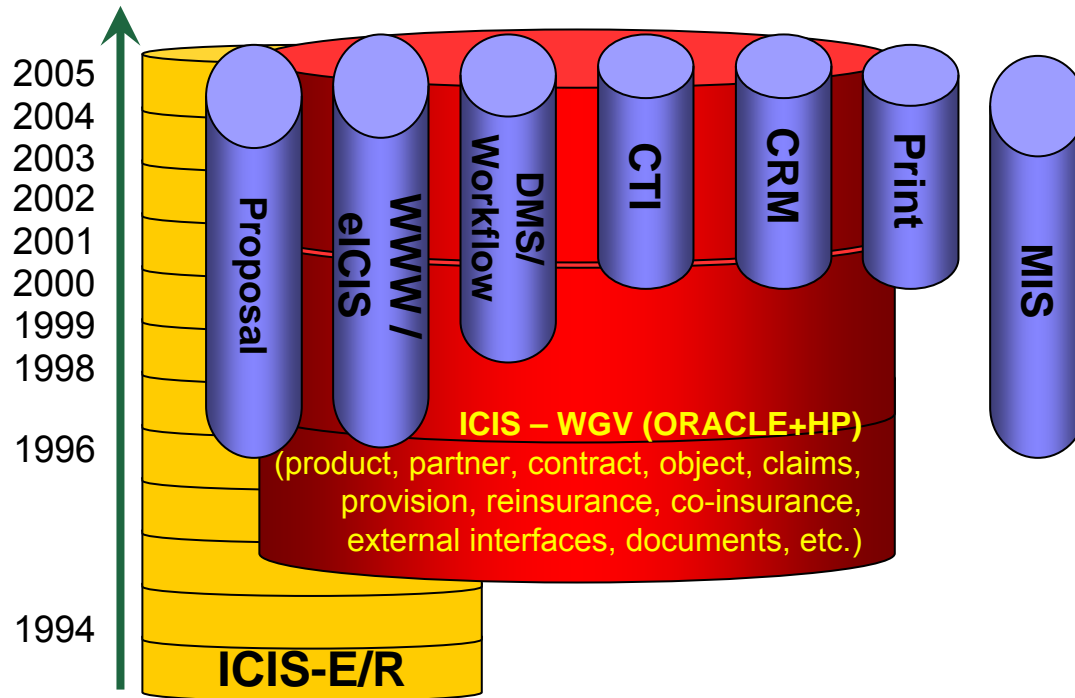 2005
2004
2003
2002
2001
2000
1999
1998
1996
1994
Proposal
WWW /
eICIS
DMS/
Workflow
CTI
CRM
Print
MIS
ICIS – WGV (ORACLE+HP)
(product, partner, contract, object, claims,
provision, reinsurance, co-insurance,
external interfaces, documents, etc.)
ICIS-E/R